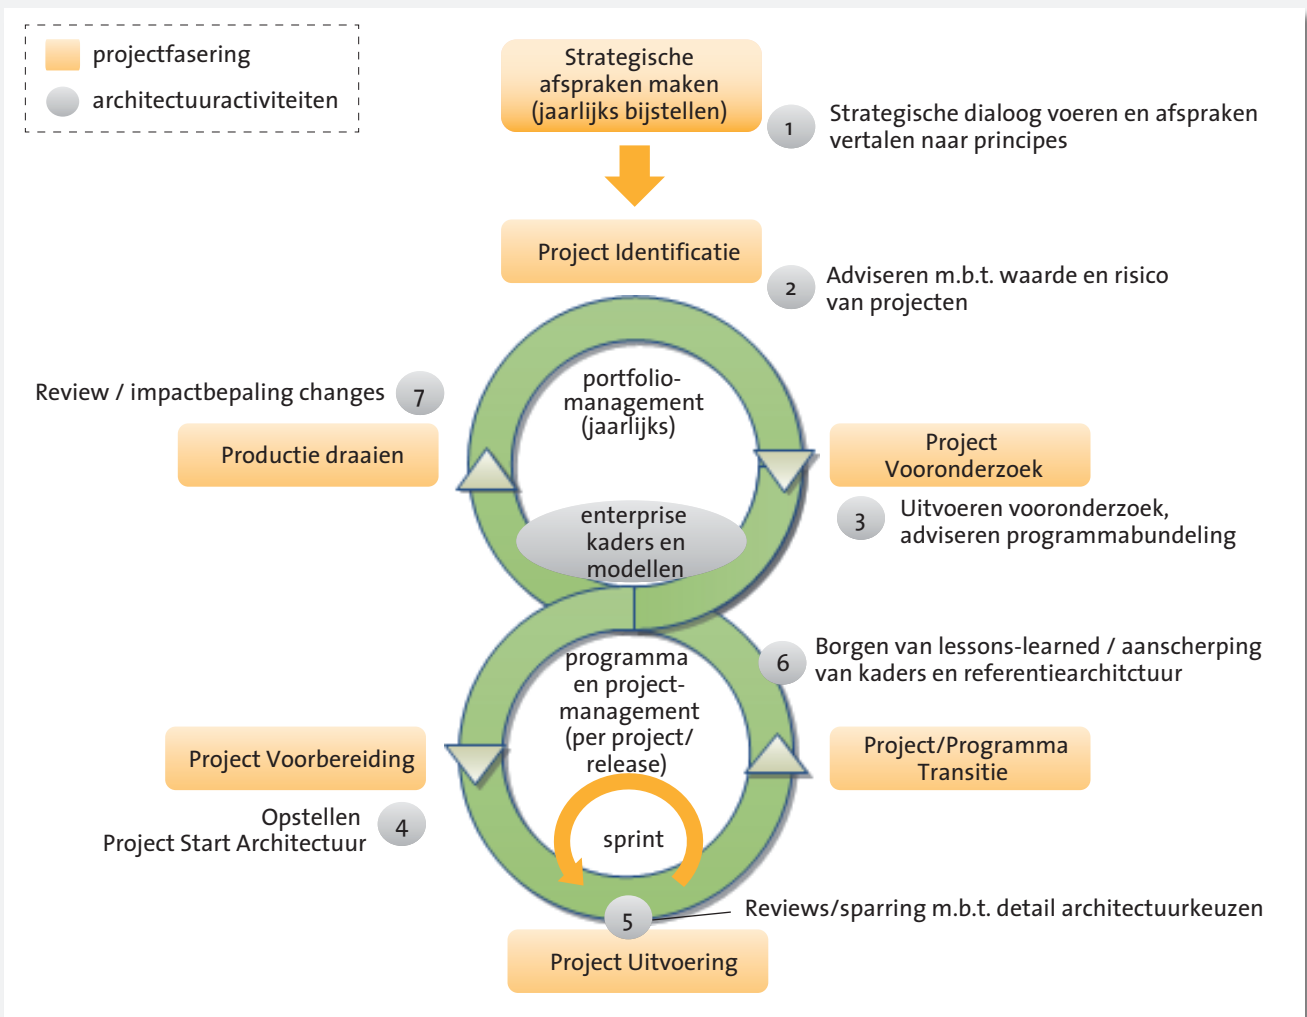 projectfasering
architectuuractiviteiten
Strategische
afspraken maken
(jaarlijks bijstellen)
1
Strategische dialoog voeren en afspraken
vertalen naar principes
Project Identificatie
2
Adviseren m.b.t. waarde en risico
van projecten
portfolio-
management
(jaarlijks)
Review / impactbepaling changes
7
Productie draaien
Project
Vooronderzoek
3
Uitvoeren vooronderzoek,
adviseren programmabundeling
enterprise
kaders en
modellen
6
Borgen van lessons-learned / aanscherping
van kaders en referentiearchitctuur
programma
en project-
management
(per project/
release)
Project Voorbereiding
Opstellen
Project Start Architectuur
4
Project/Programma
Transitie
sprint
5
Reviews/sparring m.b.t. detail architectuurkeuzen
Project Uitvoering